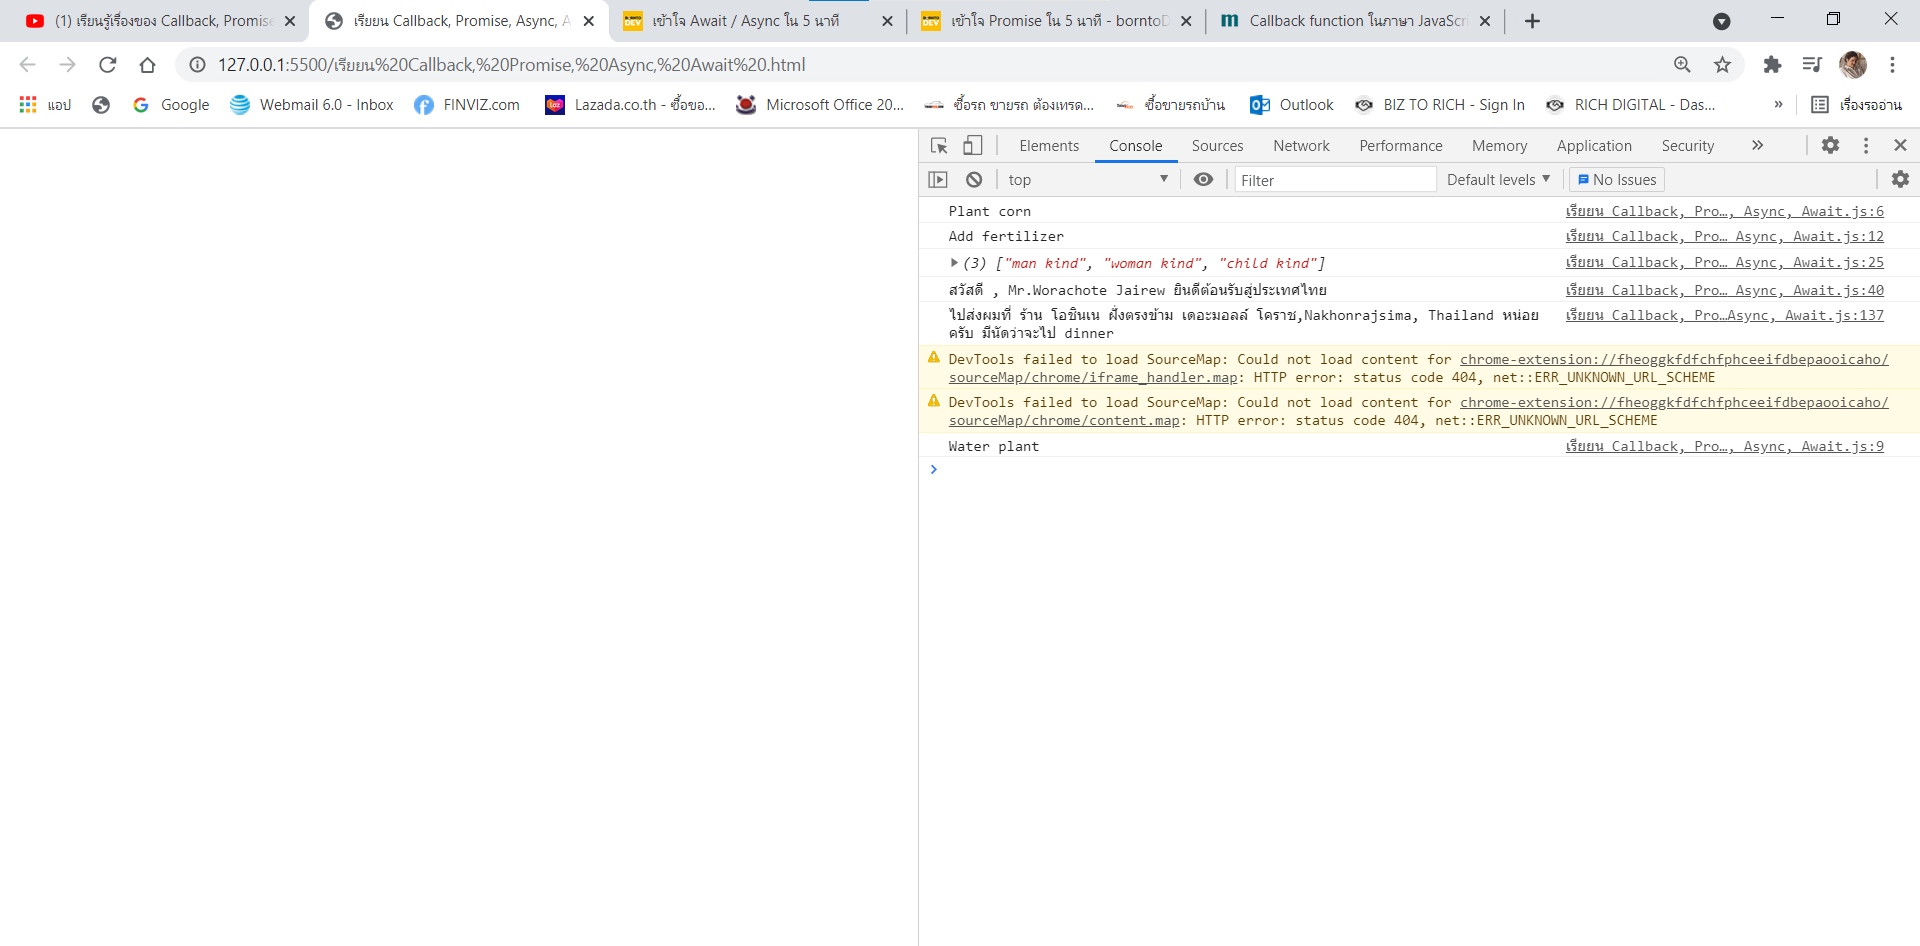 (1) เรียนรู้เรื่องของ Callback, Promise
เรียยน Callback, Promise, Async, A
เข้าใจ Await / Async ใน 5 นาที
เข้าใจ Promise ใน 5 นาที - borntoD
Callback function ในภาษา JavaScri
127.0.0.1:5500/เรียยน%20Callback,%20Promise,%20Async,%20Await%20.html
แอป
Google
Webmail 6.0 - Inbox
FINVIZ.com
Lazada.co.th - ซื้อขอ...
Microsoft Office 20...
ซื้อรถ ขายรถ ต้องเทรด...
ซื้อขายรถบ้าน
Outlook
BIZ TO RICH - Sign In
RICH DIGITAL - Das...
»
เรื่องรออ่าน
Elements Console Sources Network Performance Memory Application Security »
top Filter Default levels ▼ No Issues
Plant corn เรียยน Callback, Pro…, Async, Await.js:6
Add fertilizer เรียยน Callback, Pro… Async, Await.js:12
(3) ["man kind", "woman kind", "child kind"] เรียยน Callback, Pro… Async, Await.js:25
สวัสดี , Mr.Worachote Jairew ยินดีต้อนรับสู่ประเทศไทย เรียยน Callback, Pro… Async, Await.js:40
ไปส่งผมที่ ร้าน โอชินเน ฝั่งตรงข้าม เดอะมอลล์ โคราช,Nakhonrajsima, Thailand หน่อย เรียยน Callback, Pro…Async, Await.js:137
ครับ มีนัดว่าจะไป dinner
DevTools failed to load SourceMap: Could not load content for chrome-extension://fheoggkfdfchfphceeifdbepaooicaho/
sourceMap/chrome/iframe_handler.map: HTTP error: status code 404, net::ERR_UNKNOWN_URL_SCHEME
DevTools failed to load SourceMap: Could not load content for chrome-extension://fheoggkfdfchfphceeifdbepaooicaho/
sourceMap/chrome/content.map: HTTP error: status code 404, net::ERR_UNKNOWN_URL_SCHEME
Water plant เรียยน Callback, Pro…, Async, Await.js:9